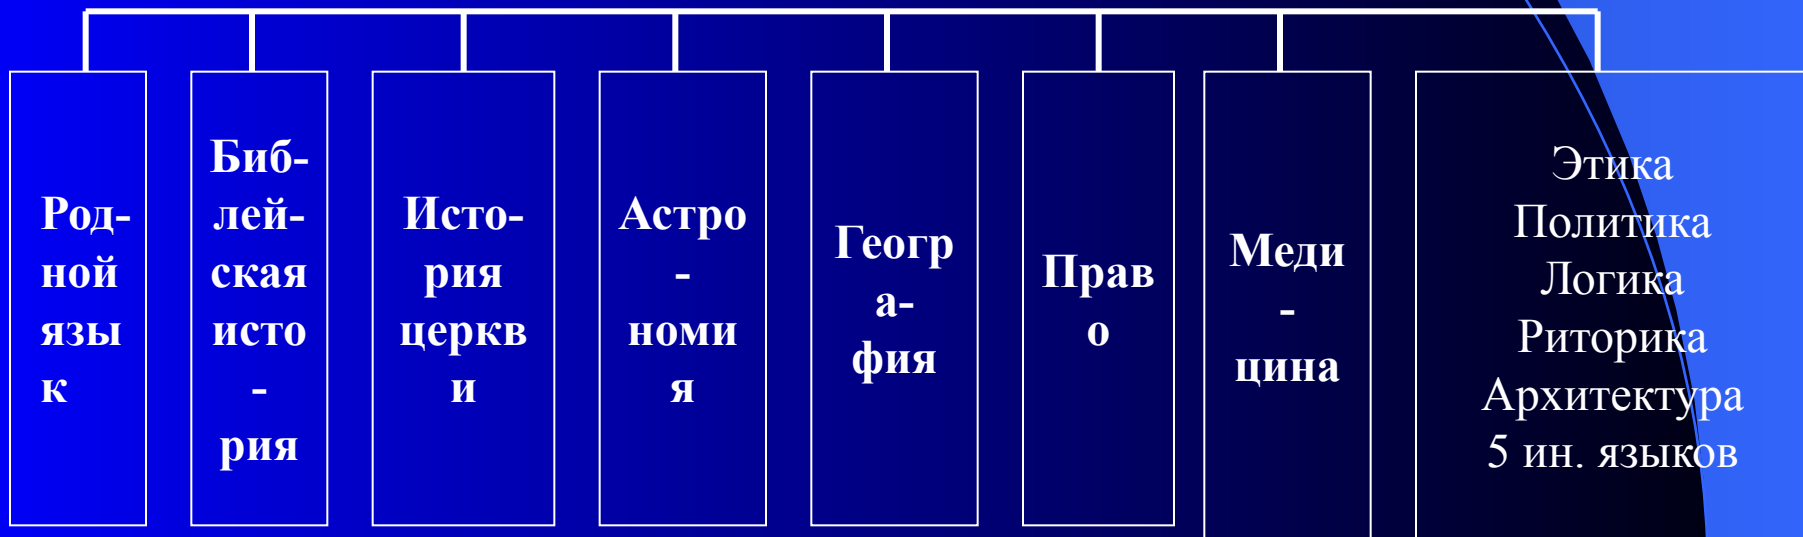 Род-
ной
язы
к
Биб-
лей-
ская
исто
-
рия
Исто-
рия
церкв
и
Астро
-
номи
я
Геогр
а-
фия
Прав
о
Меди
-
цина
Этика
Политика
Логика
Риторика
Архитектура
5 ин. языков